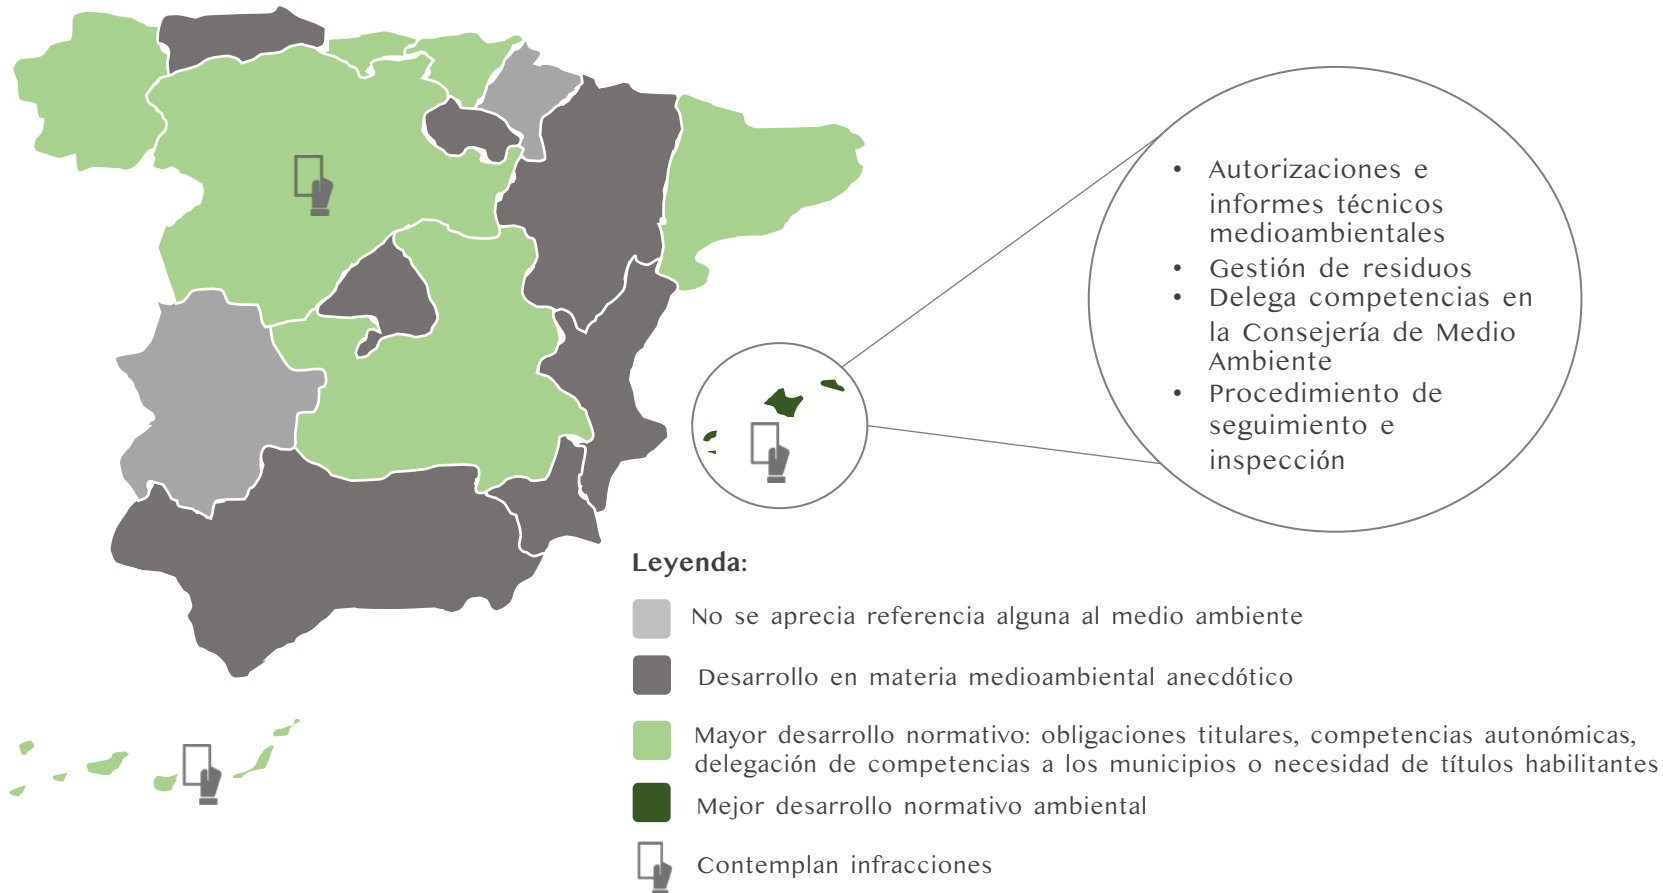 • Autorizaciones e
informes técnicos
medioambientales
• Gestión de residuos
• Delega competencias en
la Consejería de Medio
Ambiente
• Procedimiento de
seguimiento e
inspección
Leyenda:
No se aprecia referencia alguna al medio ambiente
Desarrollo en materia medioambiental anecdótico
Mayor desarrollo normativo: obligaciones titulares, competencias autonómicas,
delegación de competencias a los municipios o necesidad de títulos habilitantes
Mejor desarrollo normativo ambiental
Contemplan infracciones